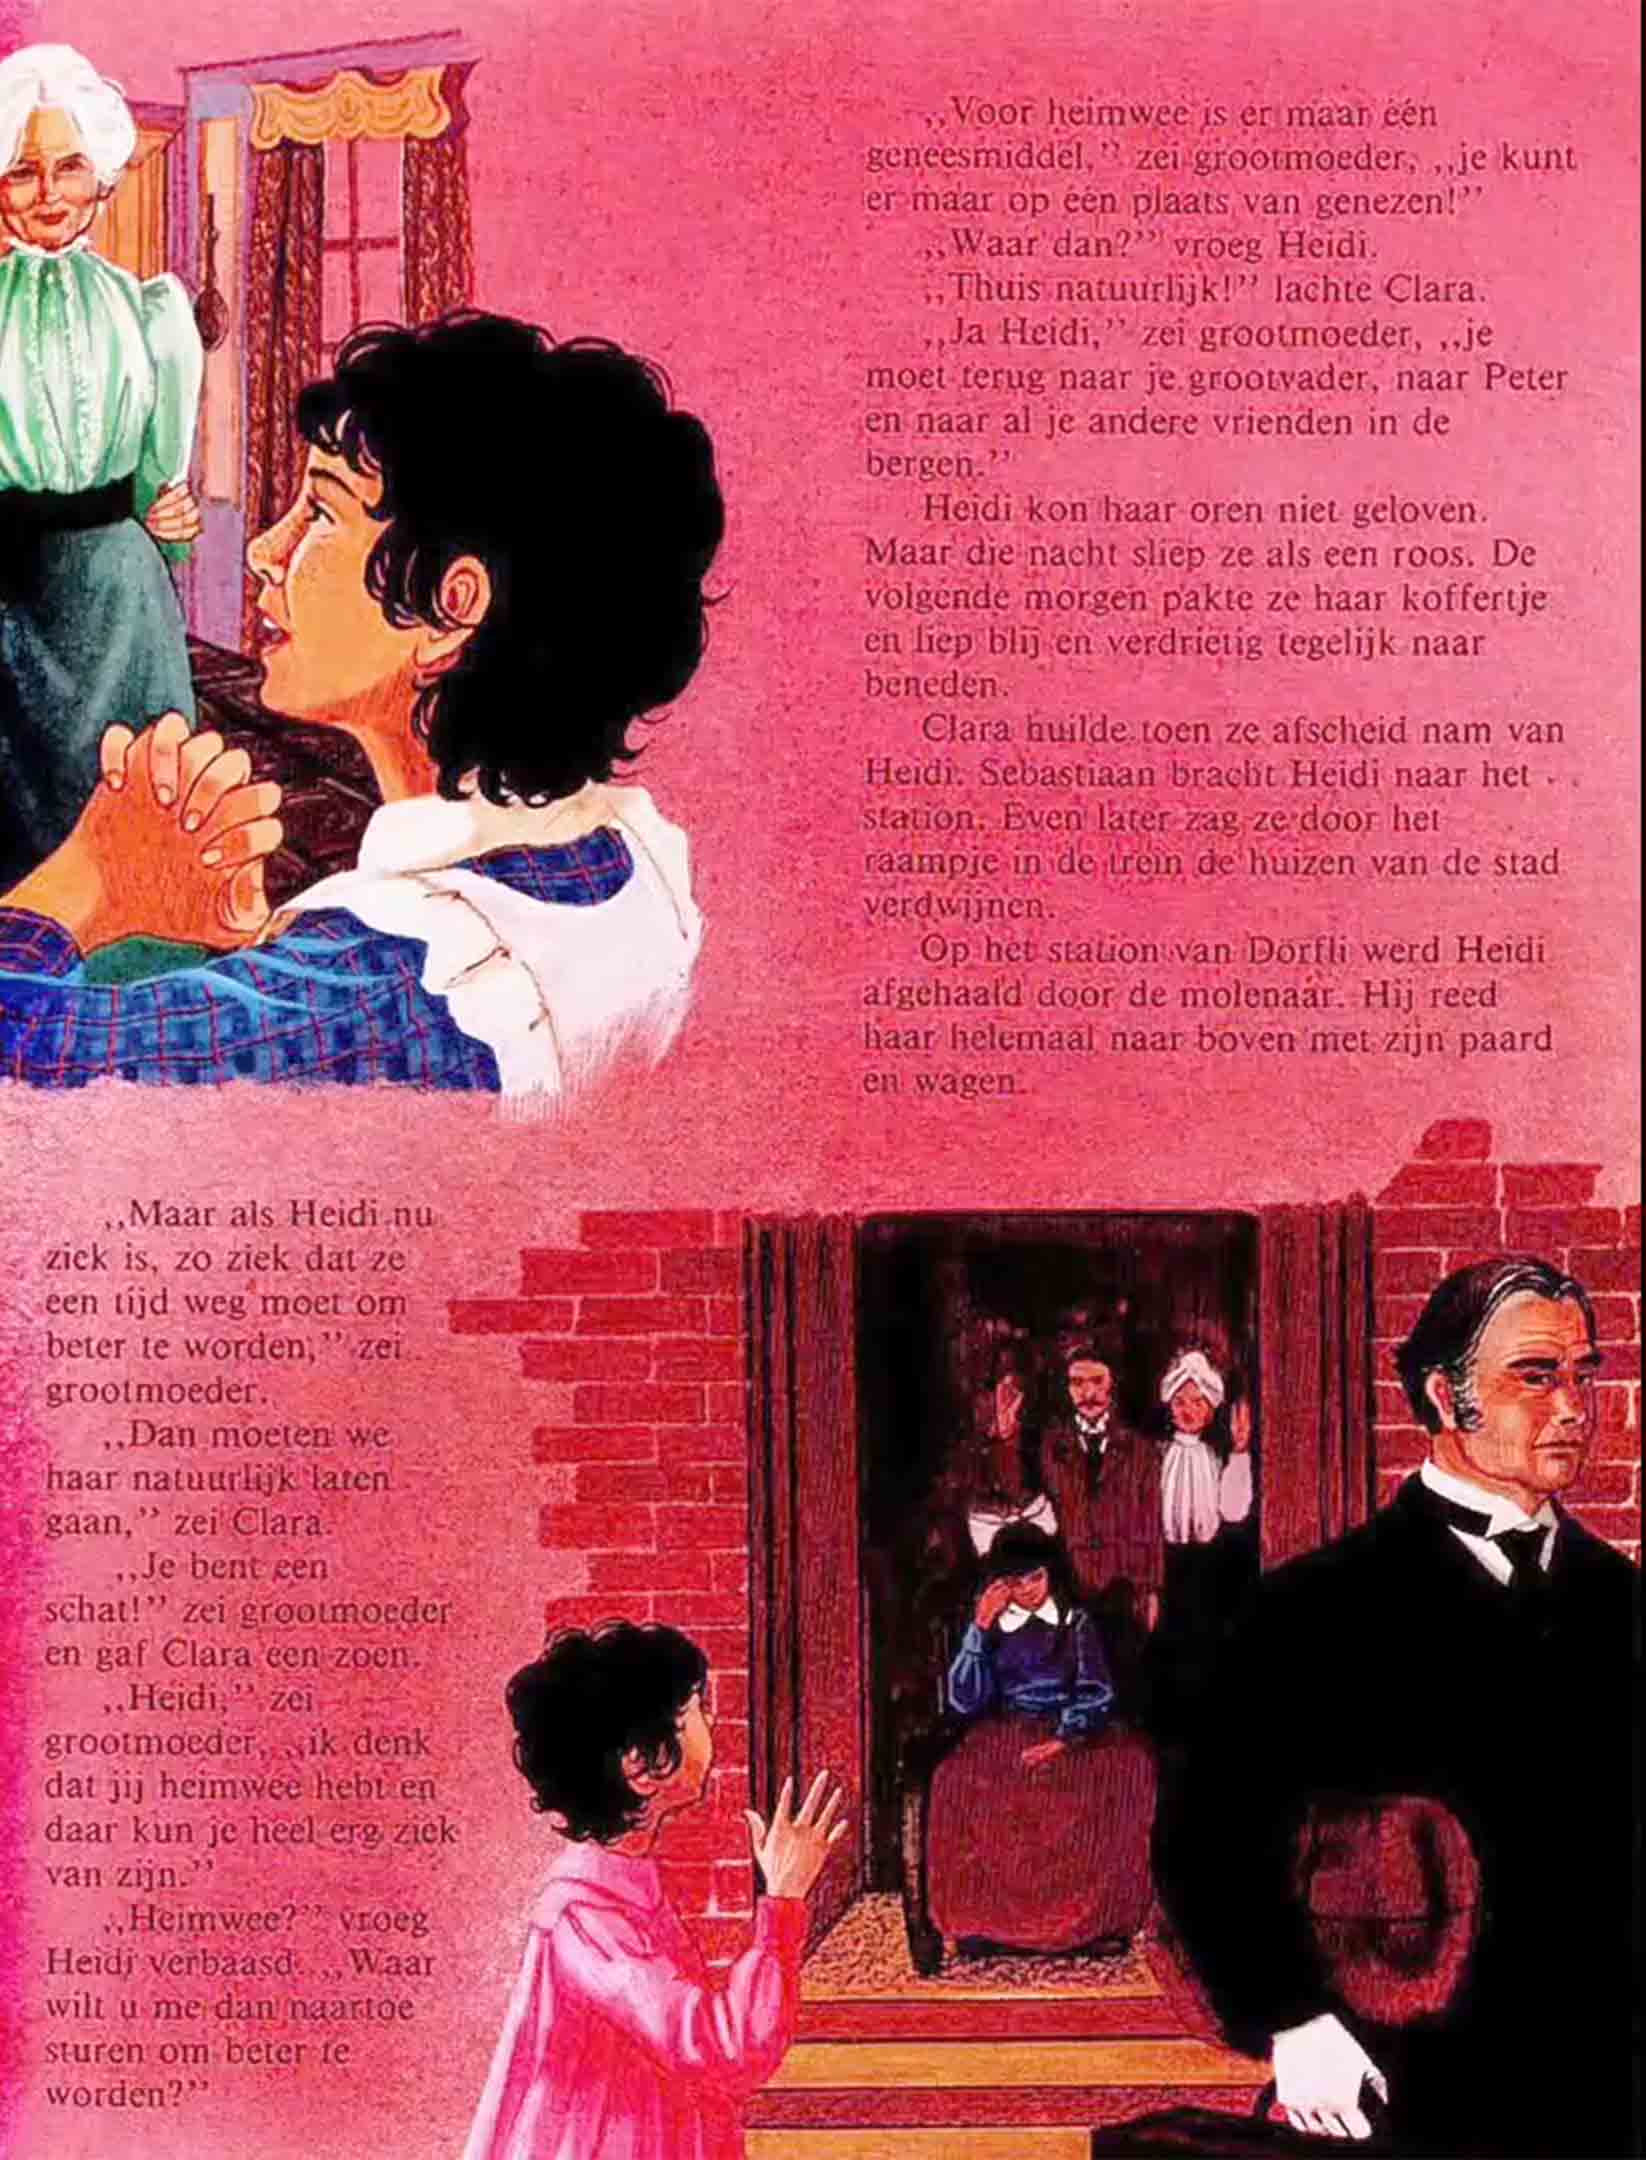 ,,Maar als Heidi nu
ziek is, zo ziek dat ze
een tijd weg moet om
beter te worden,'' zei
grootmoeder.
,,Dan moeten we
haar natuurlijk laten
gaan,'' zei Clara.
,,Je bent een
schat!'' zei grootmoeder
en gaf Clara een zoen.
,,Heidi,'' zei
grootmoeder, ,,ik denk
dat jij heimwee hebt en
daar kun je heel erg ziek
van zijn.''
,,Heimwee?'' vroeg
Heidi verbaasd. ,,Waar
wilt u me dan naartoe
sturen om beter te
worden?''
,,Voor heimwee is er maar één
geneesmiddel,'' zei grootmoeder, ,,je kunt
er maar op één plaats van genezen!''
,,Waar dan?'' vroeg Heidi.
,,Thuis natuurlijk!'' lachte Clara.
,,Ja Heidi,'' zei grootmoeder, ,,je
moet terug naar je grootvader, naar Peter
en naar al je andere vrienden in de
bergen.''
Heidi kon haar oren niet geloven.
Maar die nacht sliep ze als een roos. De
volgende morgen pakte ze haar koffertje
en liep blij en verdrietig tegelijk naar
beneden.
Clara huilde toen ze afscheid nam van
Heidi. Sebastiaan bracht Heidi naar het
station. Even later zag ze door het
raampje in de trein de huizen van de stad
verdwijnen.
Op het station van Dörfli werd Heidi
afgehaald door de molenaar. Hij reed
haar helemaal naar boven met zijn paard
en wagen.